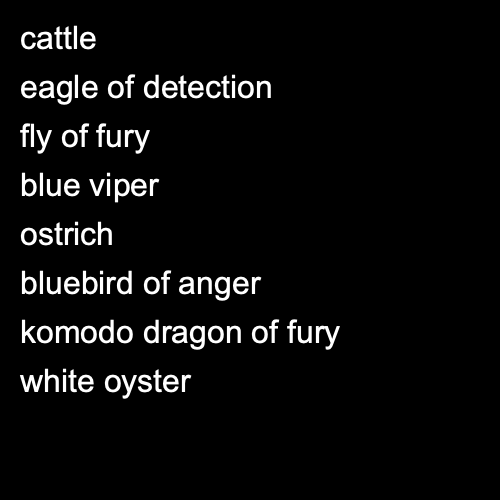 cattle
eagle of detection
fly of fury
blue viper
ostrich
bluebird of anger
komodo dragon of fury
white oyster